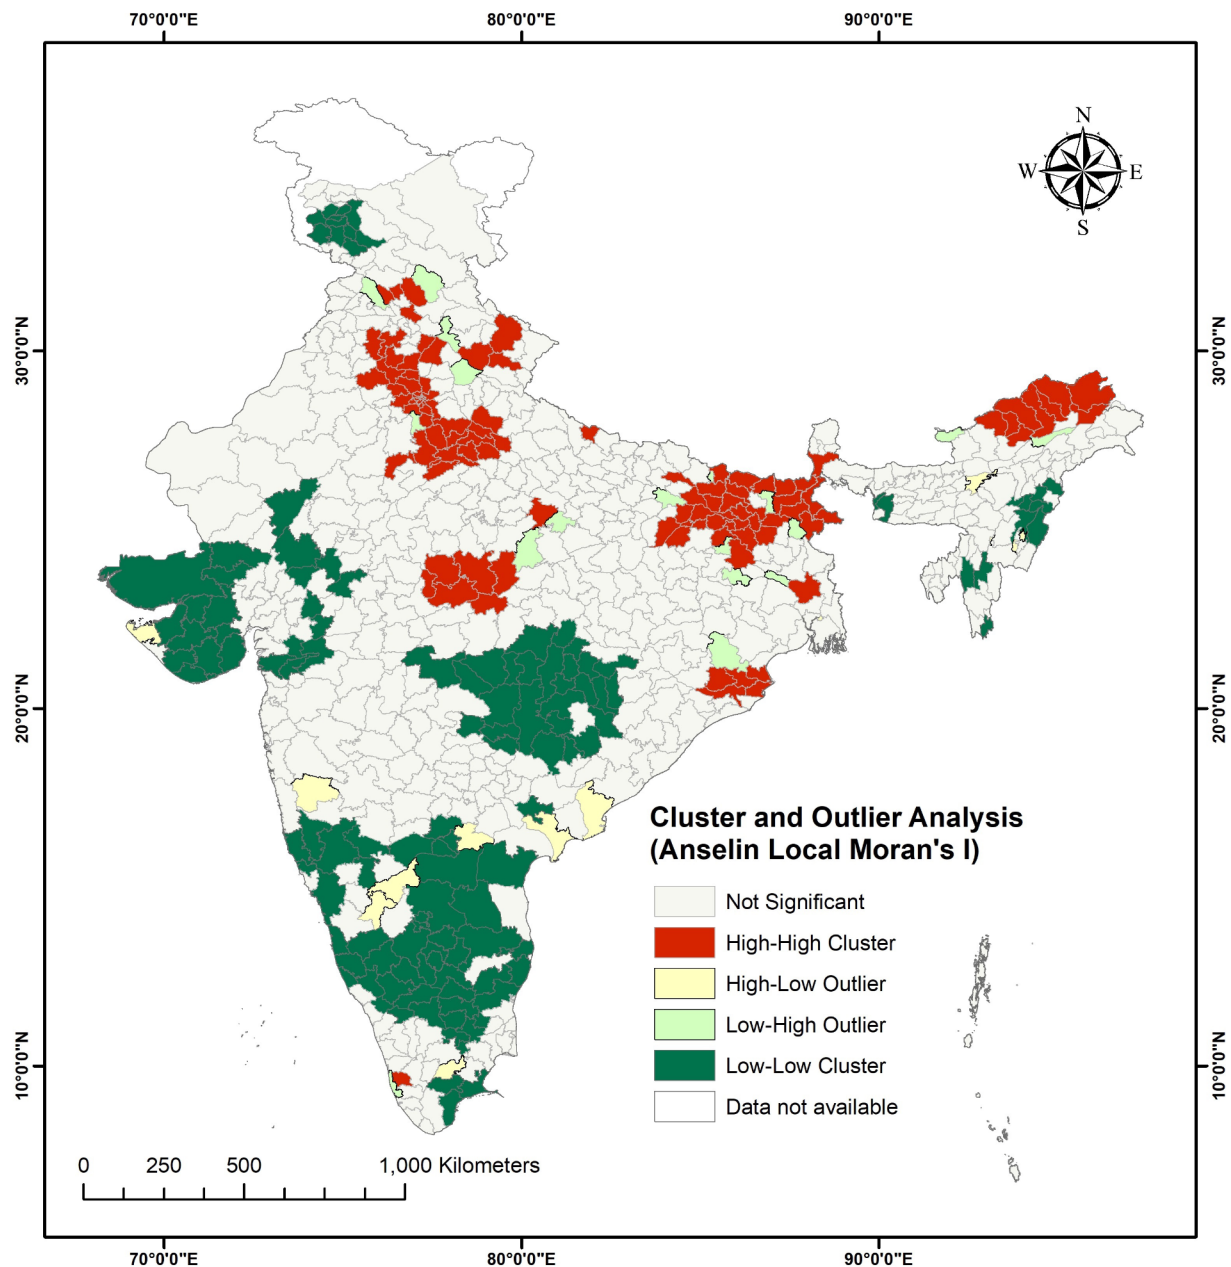 70°0'0"E 80°0'0"E 90°0'0"E
N
W E
S
30°0'0"N 30°0'0"N
20°0'0"N 20°0'0"N
Cluster and Outlier Analysis
(Anselin Local Moran's I)
Not Significant
High-High Cluster
High-Low Outlier
Low-High Outlier
Low-Low Cluster
Data not available
10°0'0"N 10°0'0"N
0 250 500 1,000 Kilometers
70°0'0"E 80°0'0"E 90°0'0"E